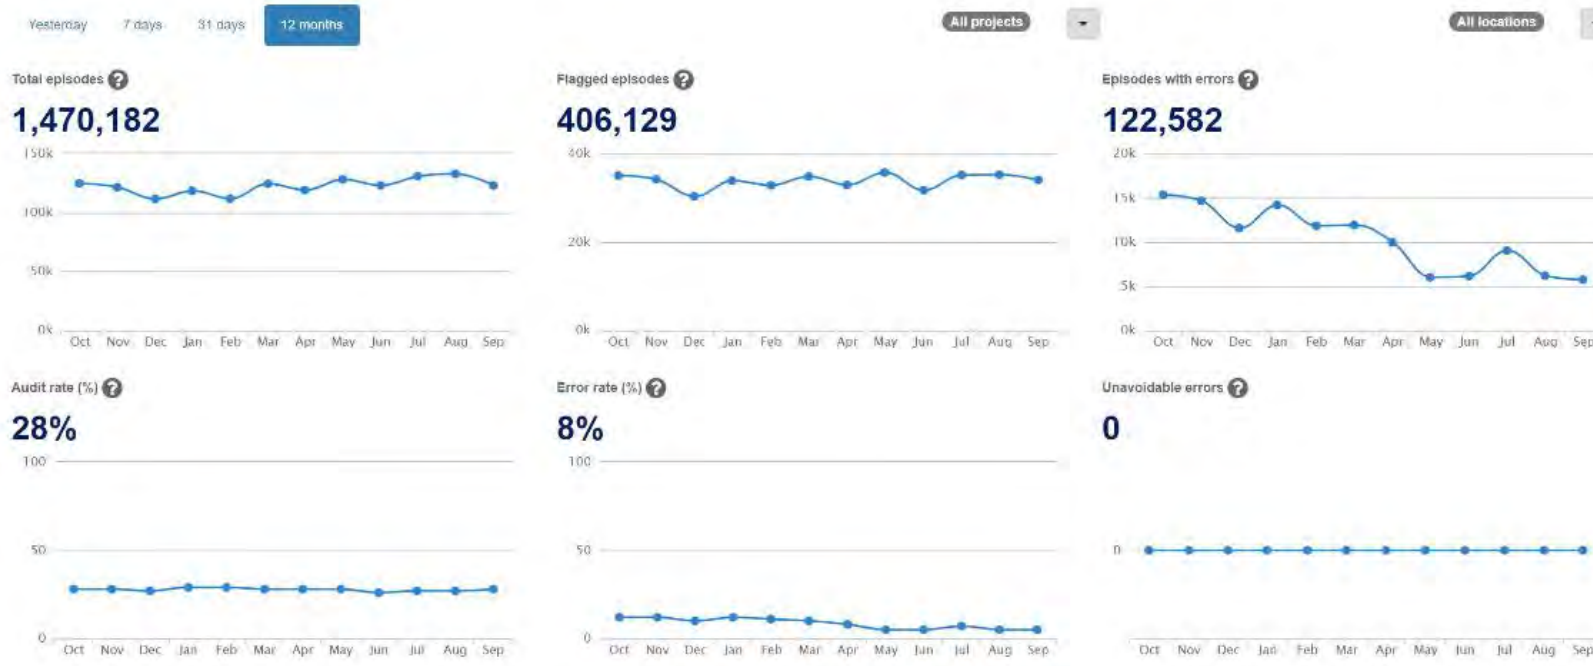 Yesterday 7 days 31 days 12 months All projects All locations
Total episodes ? Flagged episodes ? Episodes with errors ?
1,470,182 406,129 122,582
150k 40k 20k
15k
100k
20k 10k
50k
5k
0k 0k 0k
Oct Nov Dec Jan Feb Mar Apr May Jun Jul Aug Sep Oct Nov Dec Jan Feb Mar Apr May Jun Jul Aug Sep Oct Nov Dec Jan Feb Mar Apr May Jun Jul Aug Sep
Audit rate (%) ? Error rate (%) ? Unavoidable errors ?
28% 8% 0
100 100
50 50 0
0 0
Oct Nov Dec Jan Feb Mar Apr May Jun Jul Aug Sep Oct Nov Dec Jan Feb Mar Apr May Jun Jul Aug Sep Oct Nov Dec Jan Feb Mar Apr May Jun Jul Aug Sep